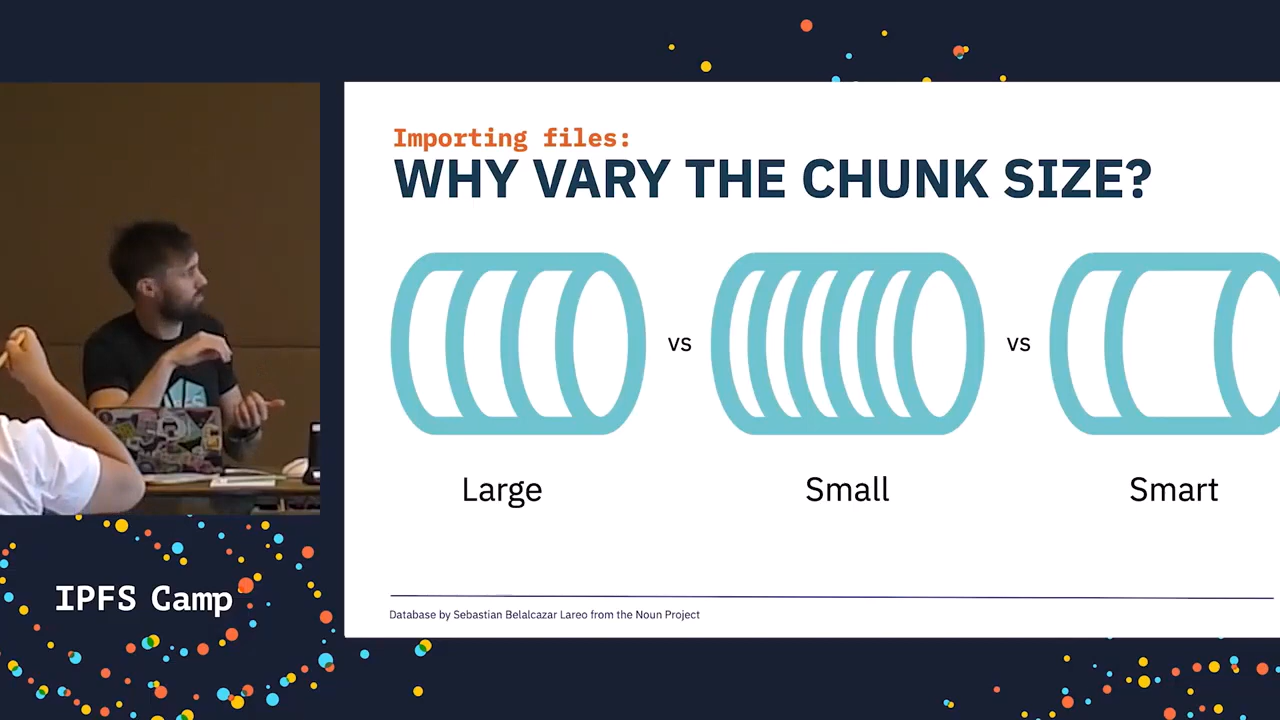 Importing files:
WHY VARY THE CHUNK SIZE?
vs
vs
Large
Small
Smart
IPFS Camp
Database by Sebastian Belalcazar Lareo from the Noun Project